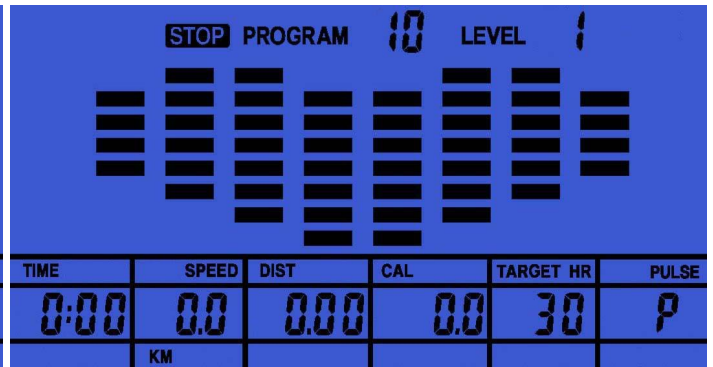 STOP PROGRAM 10 LEVEL 1
TIME SPEED DIST CAL TARGET HR PULSE
0:00 0.0 0.00 0.0 30 P
KM